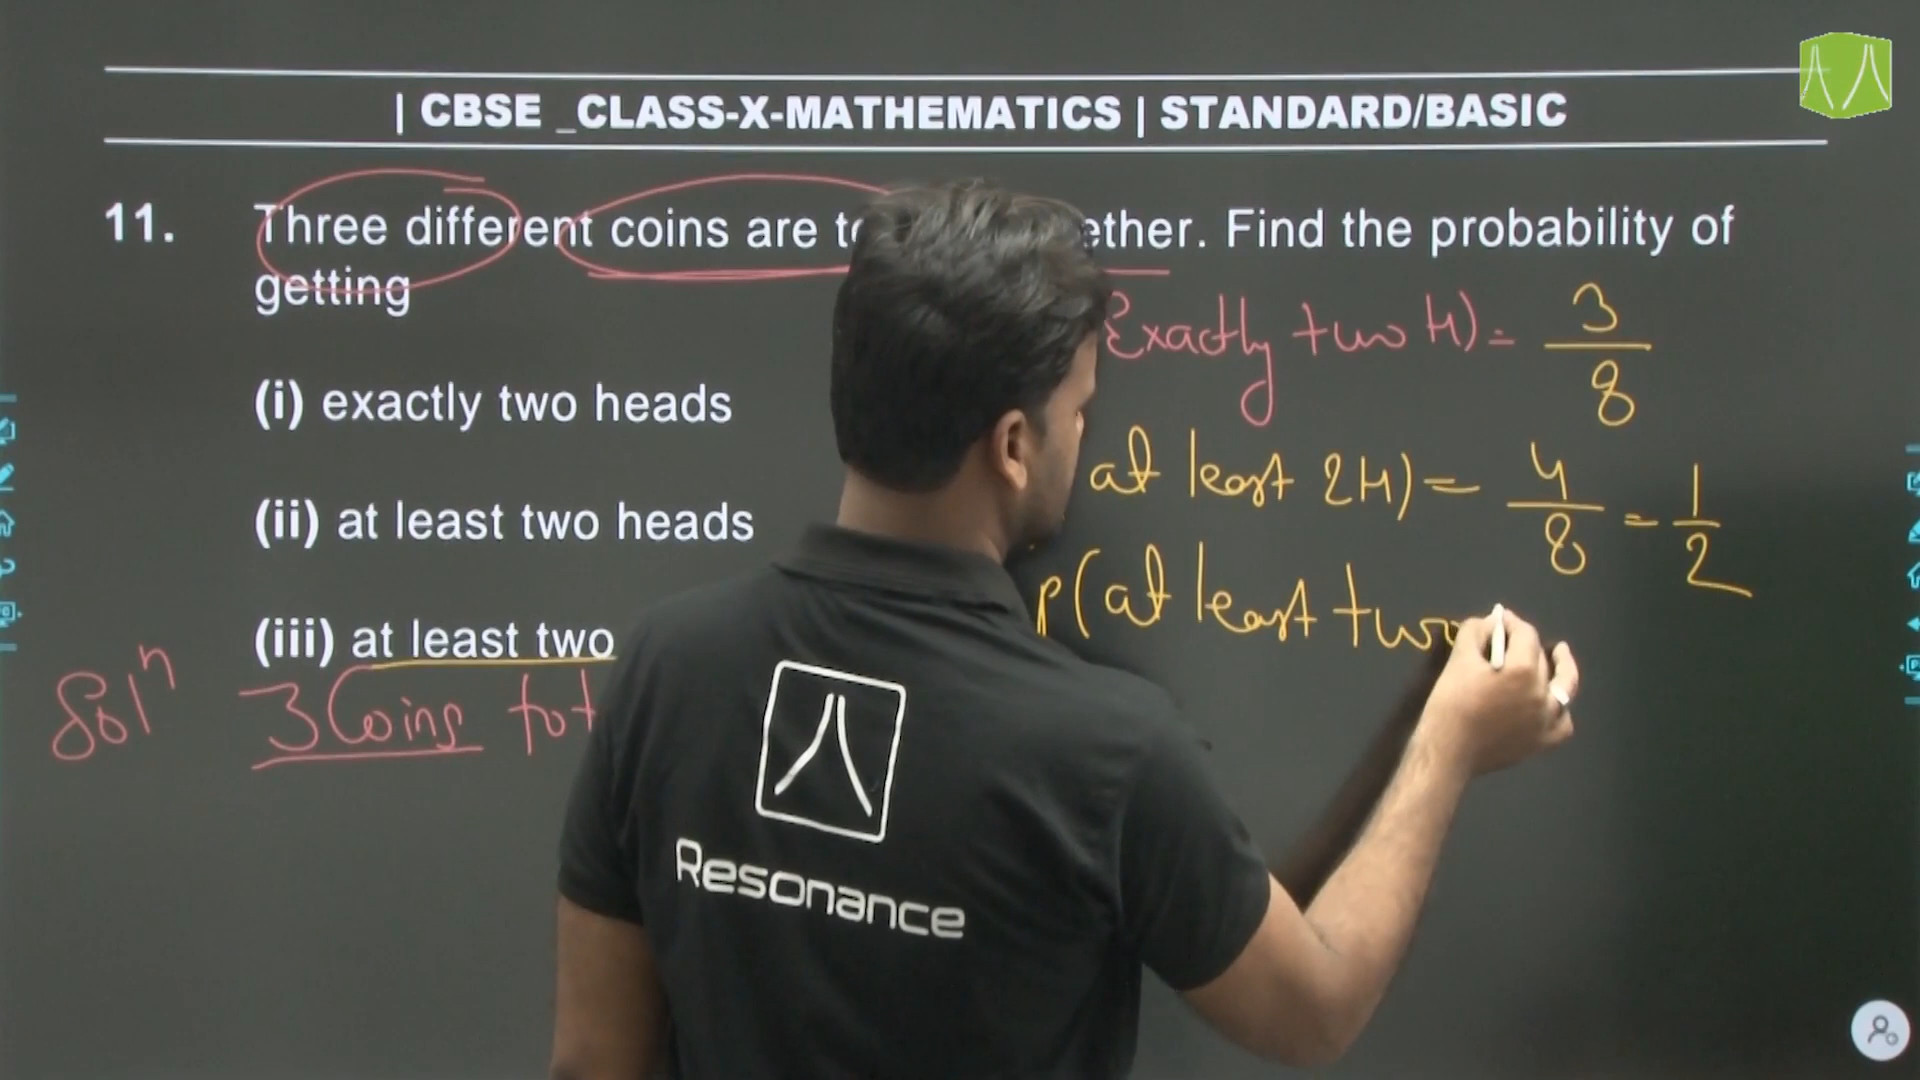 | CBSE _CLASS-X-MATHEMATICS | STANDARD/BASIC
11. Three different coins are ether. Find the probability of
getting
(i) exactly two heads
(ii) at least two heads
(iii) at least two
Solⁿ 3 Coins tot
Exactly two H) = 3/8
at least 2H) = 4/8 = 1/2
P(at least two
Resonance